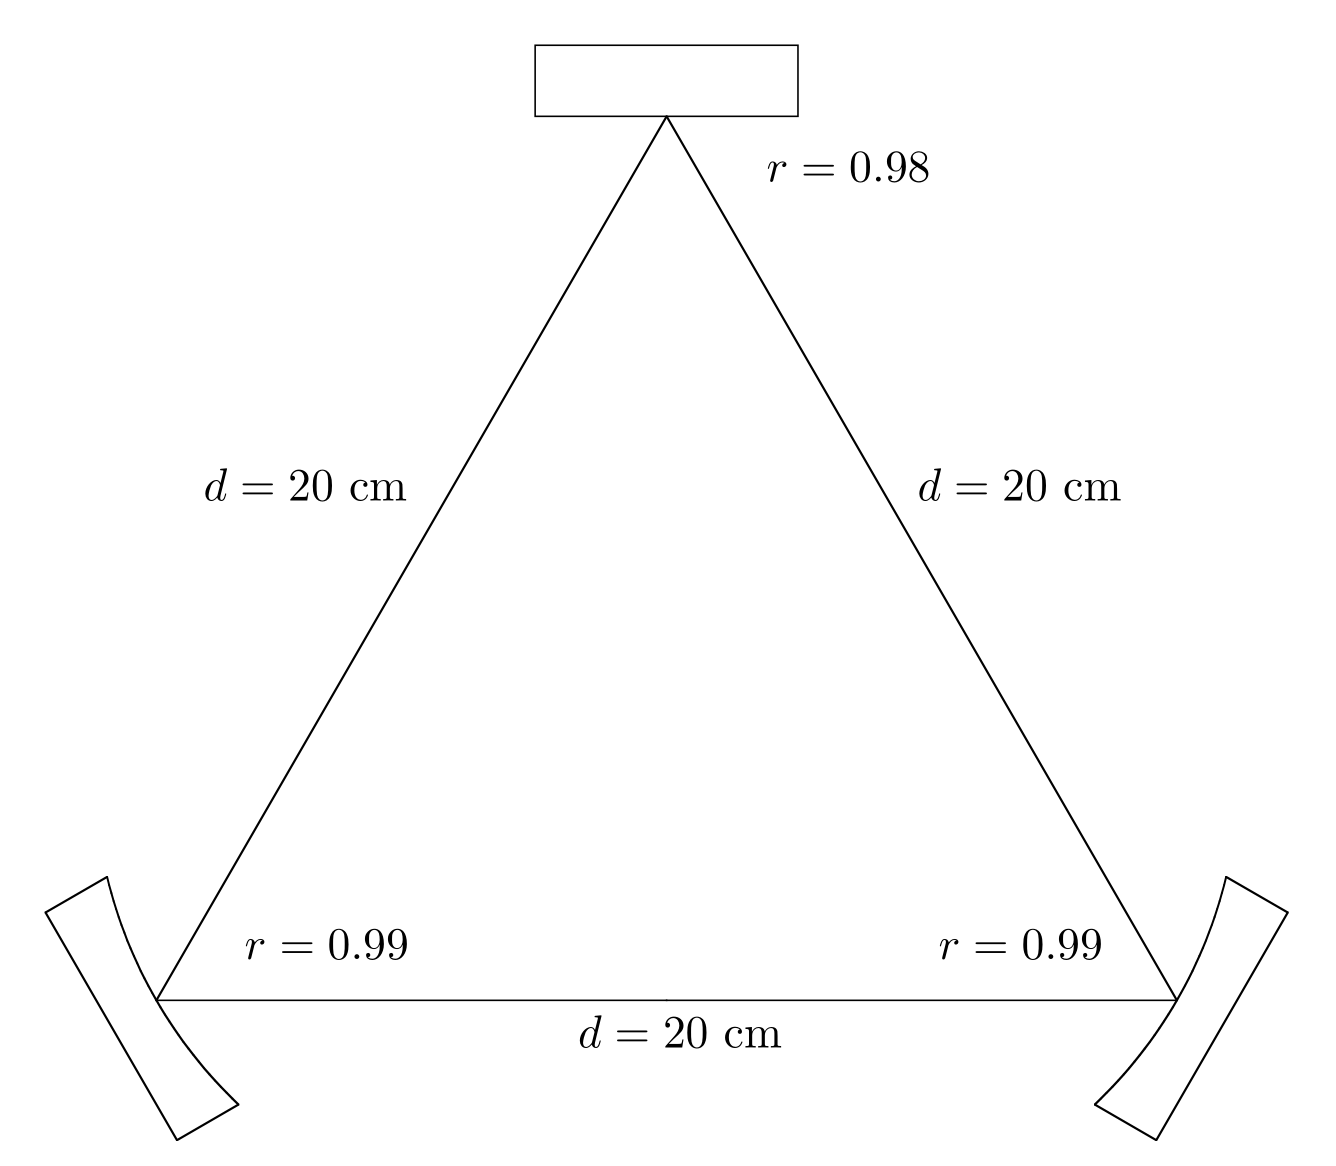 r = 0.98
d = 20 cm
d = 20 cm
r = 0.99
r = 0.99
d = 20 cm